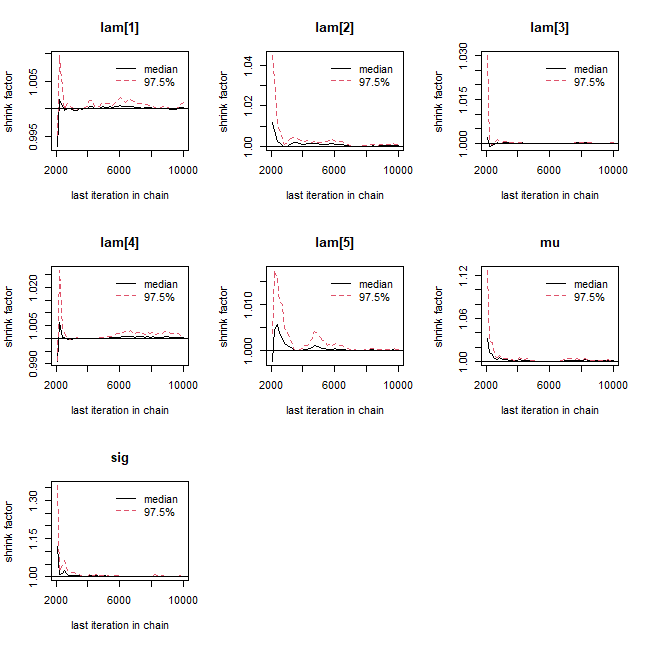 lam[1]
shrink factor
0.995 1.005
median
97.5%
2000 6000 10000
last iteration in chain
lam[2]
shrink factor
1.00 1.02 1.04
median
97.5%
2000 6000 10000
last iteration in chain
lam[3]
shrink factor
1.000 1.015 1.030
median
97.5%
2000 6000 10000
last iteration in chain
lam[4]
shrink factor
0.990 1.005 1.020
median
97.5%
2000 6000 10000
last iteration in chain
lam[5]
shrink factor
1.000 1.010
median
97.5%
2000 6000 10000
last iteration in chain
mu
shrink factor
1.00 1.06 1.12
median
97.5%
2000 6000 10000
last iteration in chain
sig
shrink factor
1.00 1.15 1.30
median
97.5%
2000 6000 10000
last iteration in chain